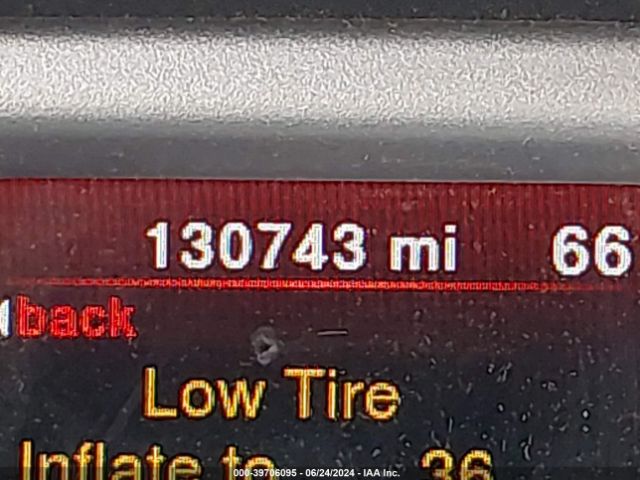 130743 mi 66
back
Low Tire
Inflate to 36
000-39706095 - 06/24/2024 - IAA Inc.